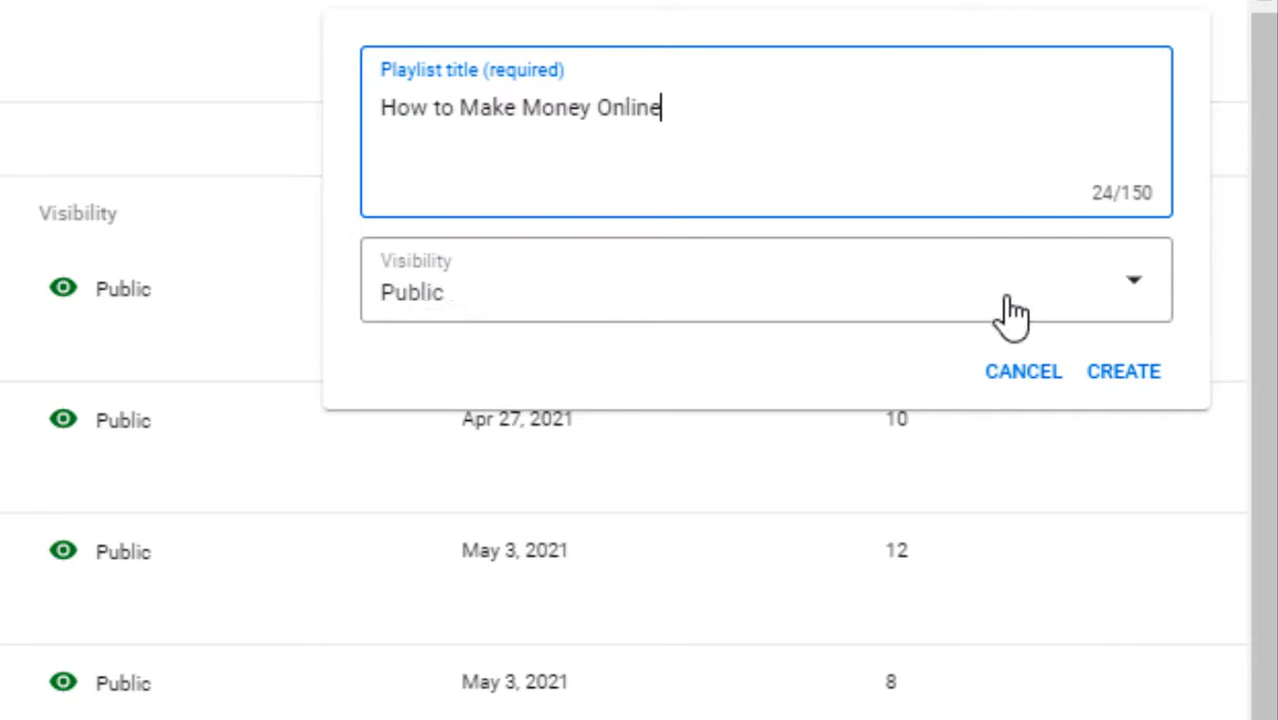 Playlist title (required)
How to Make Money Online
24/150
Visibility
Visibility
Public
Public
CANCEL CREATE
Public Apr 27, 2021 10
Public May 3, 2021 12
Public May 3, 2021 8